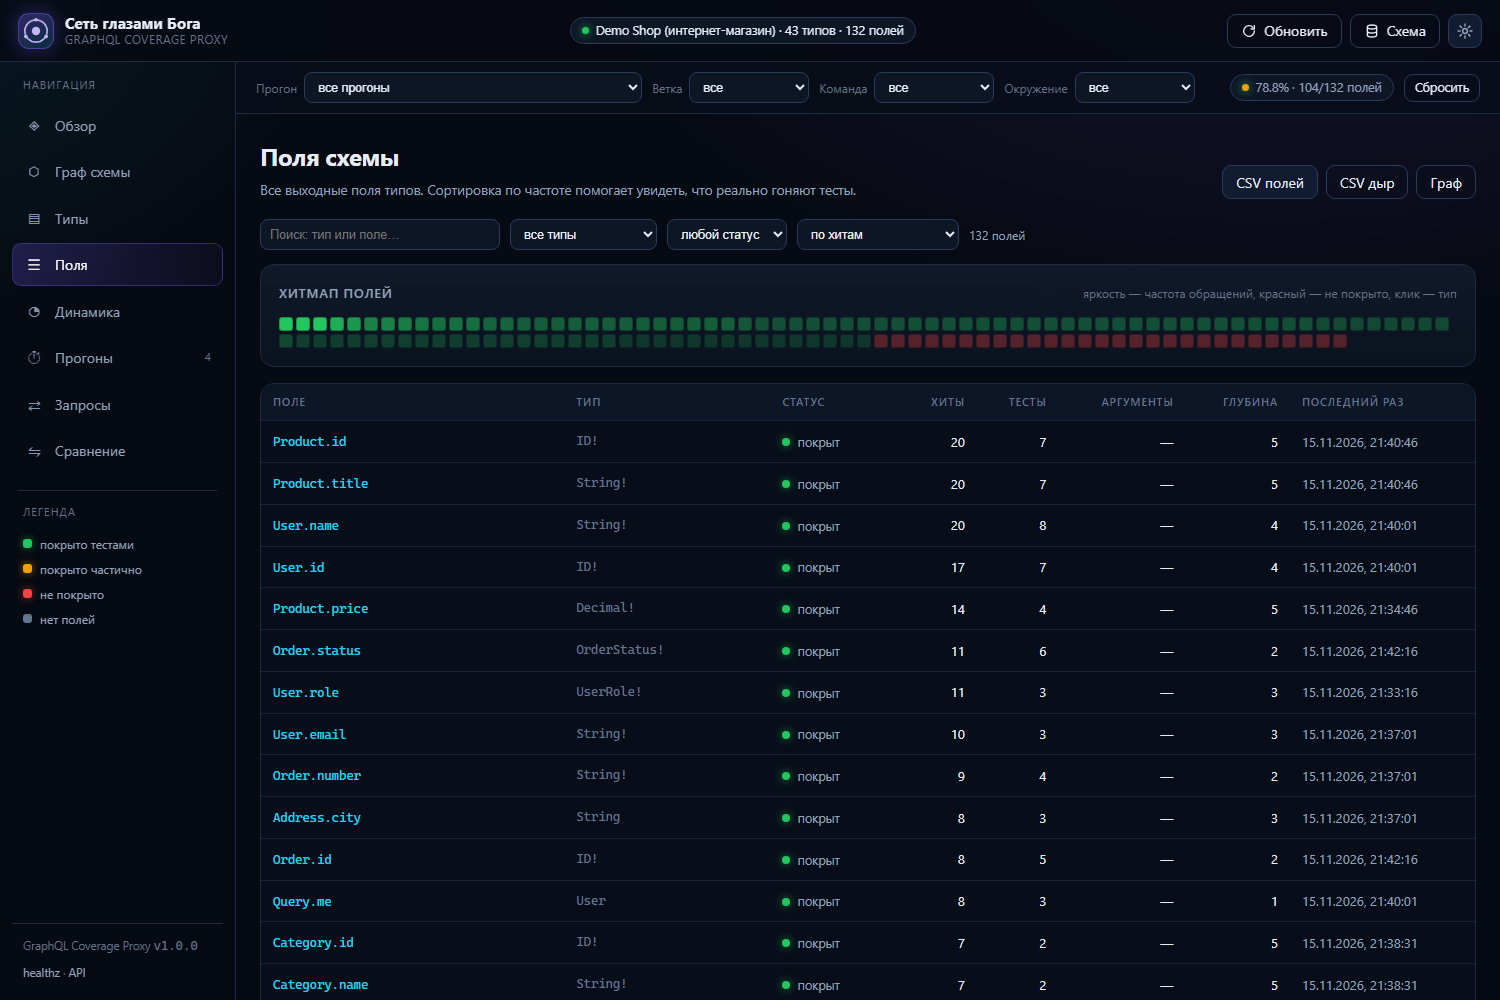 Сеть глазами Бога
GRAPHQL COVERAGE PROXY
Demo Shop (интернет-магазин) · 43 типов · 132 полей
Обновить
Схема
НАВИГАЦИЯ
Обзор
Граф схемы
Типы
Поля
Динамика
Прогоны 4
Запросы
Сравнение
ЛЕГЕНДА
покрыто тестами
покрыто частично
не покрыто
нет полей
GraphQL Coverage Proxy v1.0.0
healthz · API
Прогон все прогоны Ветка все Команда все Окружение все 78.8% · 104/132 полей Сбросить
Поля схемы
Все выходные поля типов. Сортировка по частоте помогает увидеть, что реально гоняют тесты.
CSV полей CSV дыр Граф
Поиск: тип или поле… все типы любой статус по хитам 132 полей
ХИТМАП ПОЛЕЙ яркость — частота обращений, красный — не покрыто, клик — тип
ПОЛЕ ТИП СТАТУС ХИТЫ ТЕСТЫ АРГУМЕНТЫ ГЛУБИНА ПОСЛЕДНИЙ РАЗ
Product.id ID! покрыт 20 7 — 5 15.11.2026, 21:40:46
Product.title String! покрыт 20 7 — 5 15.11.2026, 21:40:46
User.name String! покрыт 20 8 — 4 15.11.2026, 21:40:01
User.id ID! покрыт 17 7 — 4 15.11.2026, 21:40:01
Product.price Decimal! покрыт 14 4 — 5 15.11.2026, 21:34:46
Order.status OrderStatus! покрыт 11 6 — 2 15.11.2026, 21:42:16
User.role UserRole! покрыт 11 3 — 3 15.11.2026, 21:33:16
User.email String! покрыт 10 3 — 3 15.11.2026, 21:37:01
Order.number String! покрыт 9 4 — 2 15.11.2026, 21:37:01
Address.city String покрыт 8 3 — 3 15.11.2026, 21:37:01
Order.id ID! покрыт 8 5 — 2 15.11.2026, 21:42:16
Query.me User покрыт 8 3 — 1 15.11.2026, 21:40:01
Category.id ID! покрыт 7 2 — 5 15.11.2026, 21:38:31
Category.name String! покрыт 7 2 — 5 15.11.2026, 21:38:31